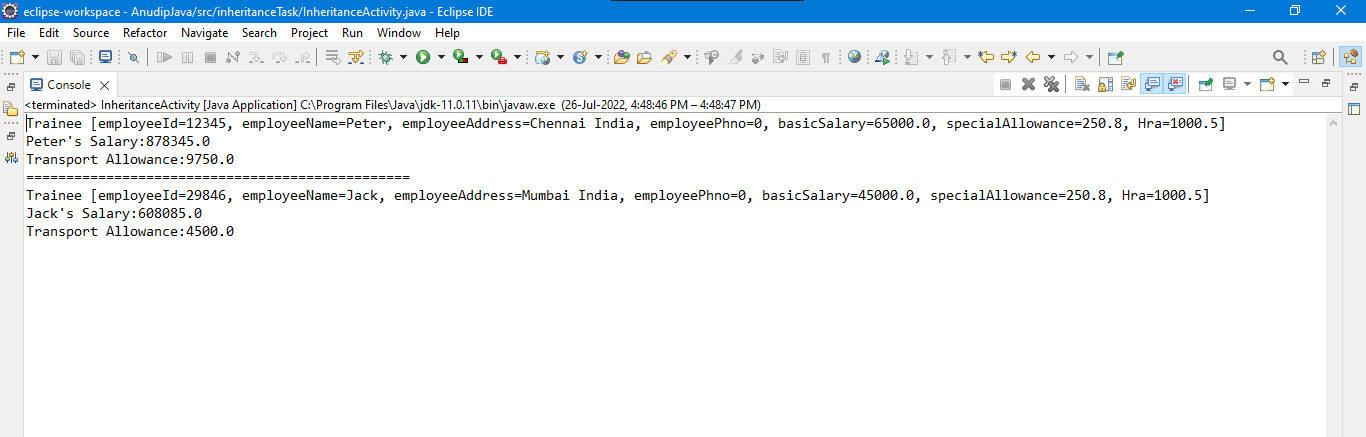 eclipse-workspace - AnudipJava/src/inheritanceTask/InheritanceActivity.java - Eclipse IDE
File Edit Source Refactor Navigate Search Project Run Window Help
Console
<terminated> InheritanceActivity [Java Application] C:\Program Files\Java\jdk-11.0.11\bin\javaw.exe (26-Jul-2022, 4:48:46 PM – 4:48:47 PM)
Trainee [employeeId=12345, employeeName=Peter, employeeAddress=Chennai India, employeePhno=0, basicSalary=65000.0, specialAllowance=250.8, Hra=1000.5]
Peter's Salary:878345.0
Transport Allowance:9750.0
================================================
Trainee [employeeId=29846, employeeName=Jack, employeeAddress=Mumbai India, employeePhno=0, basicSalary=45000.0, specialAllowance=250.8, Hra=1000.5]
Jack's Salary:608085.0
Transport Allowance:4500.0